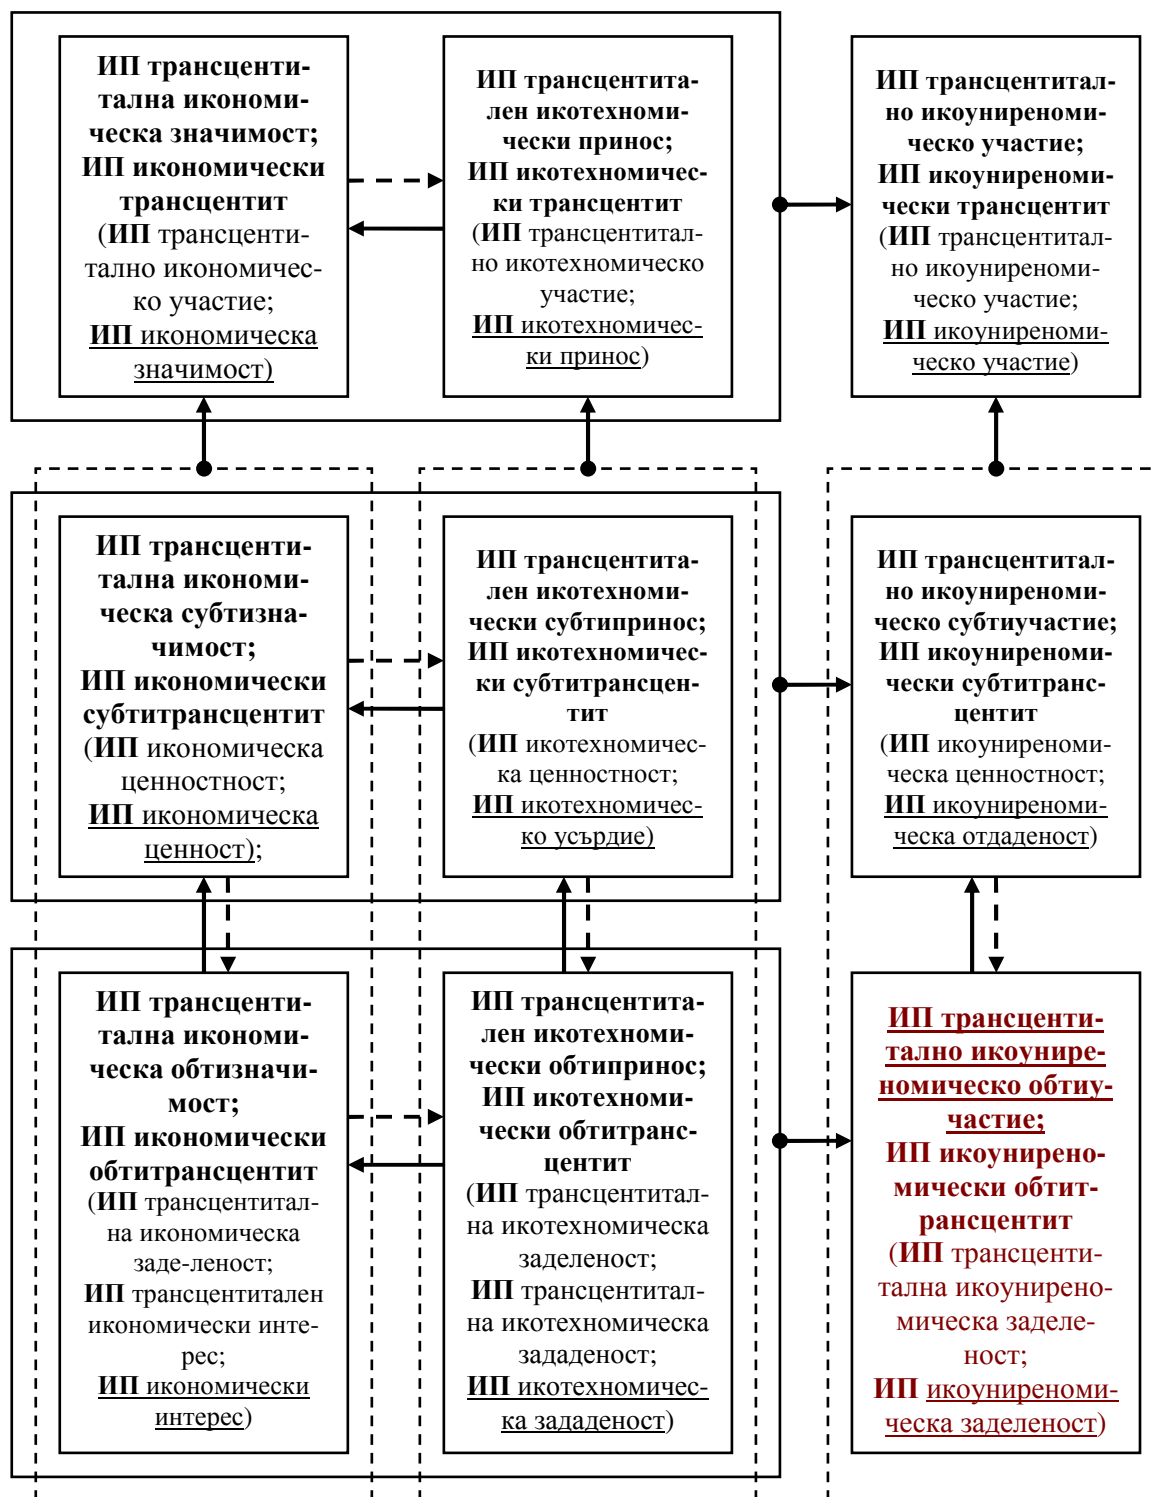 ИП трансценти-
тална икономи-
ческа значимост;
ИП икономически
трансцентит
(ИП трансценти-
тално икономичес-
ко участие;
ИП икономическа
значимост)
ИП трансцентита-
лен икотехноми-
чески принос;
ИП икотехномичес-
ки трансцентит
(ИП трансцентитал-
но икотехномическо
участие;
ИП икотехномичес-
ки принос)
ИП трансцентитал-
но икоуниреноми-
ческо участие;
ИП икоуниреноми-
чески трансцентит
(ИП трансцентитал-
но икоуниреноми-
ческо участие;
ИП икоуниреноми-
ческо участие)
ИП трансценти-
тална икономи-
ческа субтизна-
чимост;
ИП икономически
субтитрансцентит
(ИП икономическа
ценностност;
ИП икономическа
ценност);
ИП трансцентита-
лен икотехноми-
чески субтипринос;
ИП икотехномичес-
ки субтитрансцен-
тит
(ИП икотехномичес-
ка ценностност;
ИП икотехномичес-
ко усърдие)
ИП трансцентитал-
но икоуниреноми-
ческо субтиучастие;
ИП икоуниреноми-
чески субтитранс-
центит
(ИП икоуниреноми-
ческа ценностност;
ИП икоуниреноми-
ческа отдаденост)
ИП трансценти-
тална икономи-
ческа обтизначи-
мост;
ИП икономически
обтитрансцентит
(ИП трансцентитал-
на икономическа
заде-леност;
ИП трансцентитален
икономически инте-
рес;
ИП икономически
интерес)
ИП трансцентита-
лен икотехноми-
чески обтипринос;
ИП икотехноми-
чески обтитранс-
центит
(ИП трансцентитал-
на икотехномическа
заделеност;
ИП трансцентитал-
на икотехномическа
зададеност;
ИП икотехномичес-
ка зададеност)
ИП трансценти-
тално икоунире-
номическо обтиу-
частие;
ИП икоунирено-
мически обтит-
рансцентит
(ИП трансценти-
тална икоунирено-
мическа заделе-
ност;
ИП икоуниреноми-
ческа заделеност)